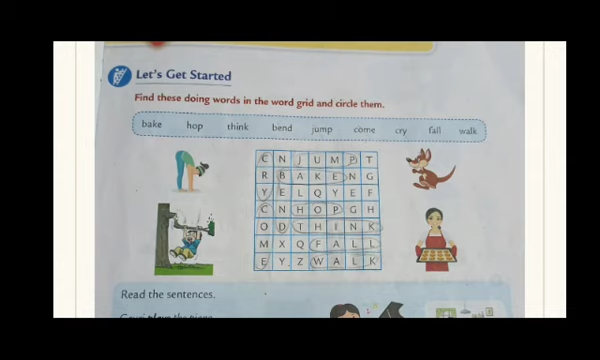 Let's Get Started
Find these doing words in the word grid and circle them.
bake hop think bend jump come cry fall walk
C N J U M P T
R B A K E N G
Y E L Q Y E F
C N H O P G H
O D T H I N K
M X Q F A L L
E Y Z W A L K
Read the sentences.